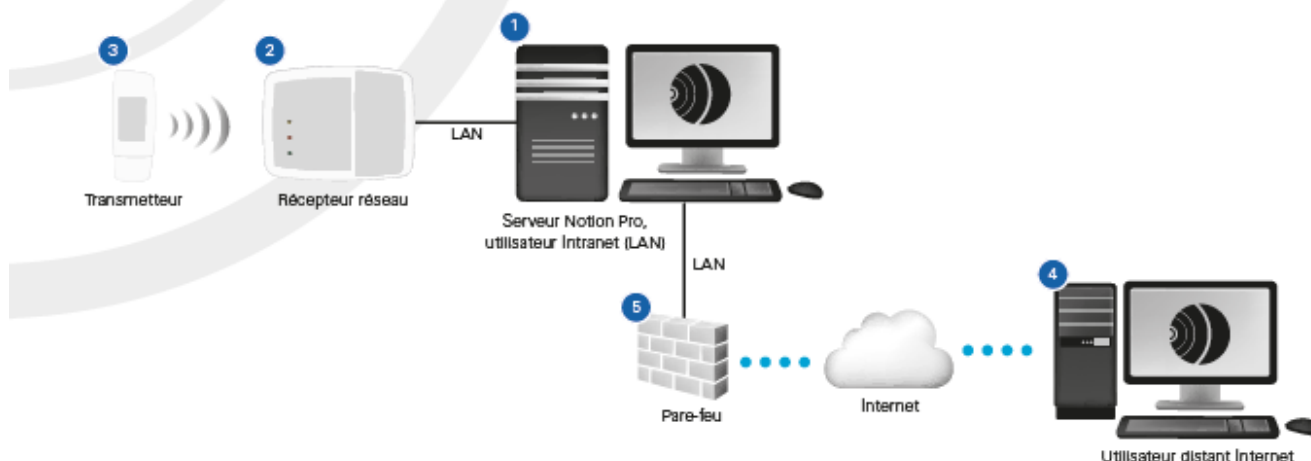 3
2
1
LAN
Transmetteur
Récepteur réseau
Serveur Notion Pro,
utilisateur Intranet (LAN)
LAN
5
4
Pare-feu
Internet
Utilisateur distant Internet